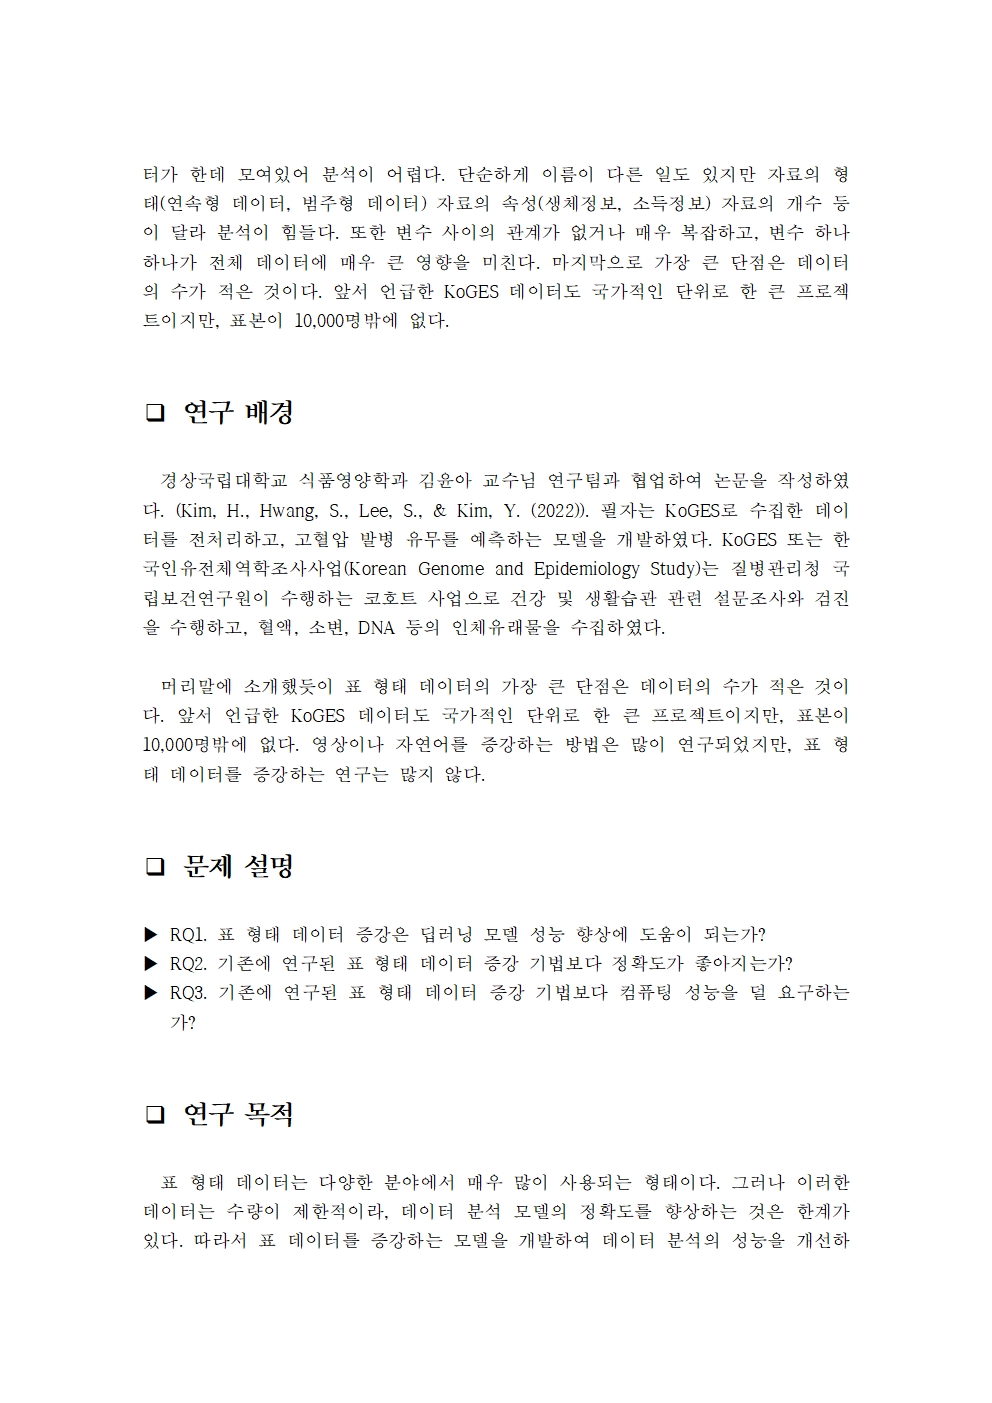 터가 한데 모여있어 분석이 어렵다. 단순하게 이름이 다른 일도 있지만 자료의 형
태(연속형 데이터, 범주형 데이터) 자료의 속성(생체정보, 소득정보) 자료의 개수 등
이 달라 분석이 힘들다. 또한 변수 사이의 관계가 없거나 매우 복잡하고, 변수 하나
하나가 전체 데이터에 매우 큰 영향을 미친다. 마지막으로 가장 큰 단점은 데이터
의 수가 적은 것이다. 앞서 언급한 KoGES 데이터도 국가적인 단위로 한 큰 프로젝
트이지만, 표본이 10,000명밖에 없다.
❏ 연구 배경
경상국립대학교 식품영양학과 김윤아 교수님 연구팀과 협업하여 논문을 작성하였
다. (Kim, H., Hwang, S., Lee, S., & Kim, Y. (2022)). 필자는 KoGES로 수집한 데이
터를 전처리하고, 고혈압 발병 유무를 예측하는 모델을 개발하였다. KoGES 또는 한
국인유전체역학조사사업(Korean Genome and Epidemiology Study)는 질병관리청 국
립보건연구원이 수행하는 코호트 사업으로 건강 및 생활습관 관련 설문조사와 검진
을 수행하고, 혈액, 소변, DNA 등의 인체유래물을 수집하였다.
머리말에 소개했듯이 표 형태 데이터의 가장 큰 단점은 데이터의 수가 적은 것이
다. 앞서 언급한 KoGES 데이터도 국가적인 단위로 한 큰 프로젝트이지만, 표본이
10,000명밖에 없다. 영상이나 자연어를 증강하는 방법은 많이 연구되었지만, 표 형
태 데이터를 증강하는 연구는 많지 않다.
❏ 문제 설명
▶ RQ1. 표 형태 데이터 증강은 딥러닝 모델 성능 향상에 도움이 되는가?
▶ RQ2. 기존에 연구된 표 형태 데이터 증강 기법보다 정확도가 좋아지는가?
▶ RQ3. 기존에 연구된 표 형태 데이터 증강 기법보다 컴퓨팅 성능을 덜 요구하는
가?
❏ 연구 목적
표 형태 데이터는 다양한 분야에서 매우 많이 사용되는 형태이다. 그러나 이러한
데이터는 수량이 제한적이라, 데이터 분석 모델의 정확도를 향상하는 것은 한계가
있다. 따라서 표 데이터를 증강하는 모델을 개발하여 데이터 분석의 성능을 개선하